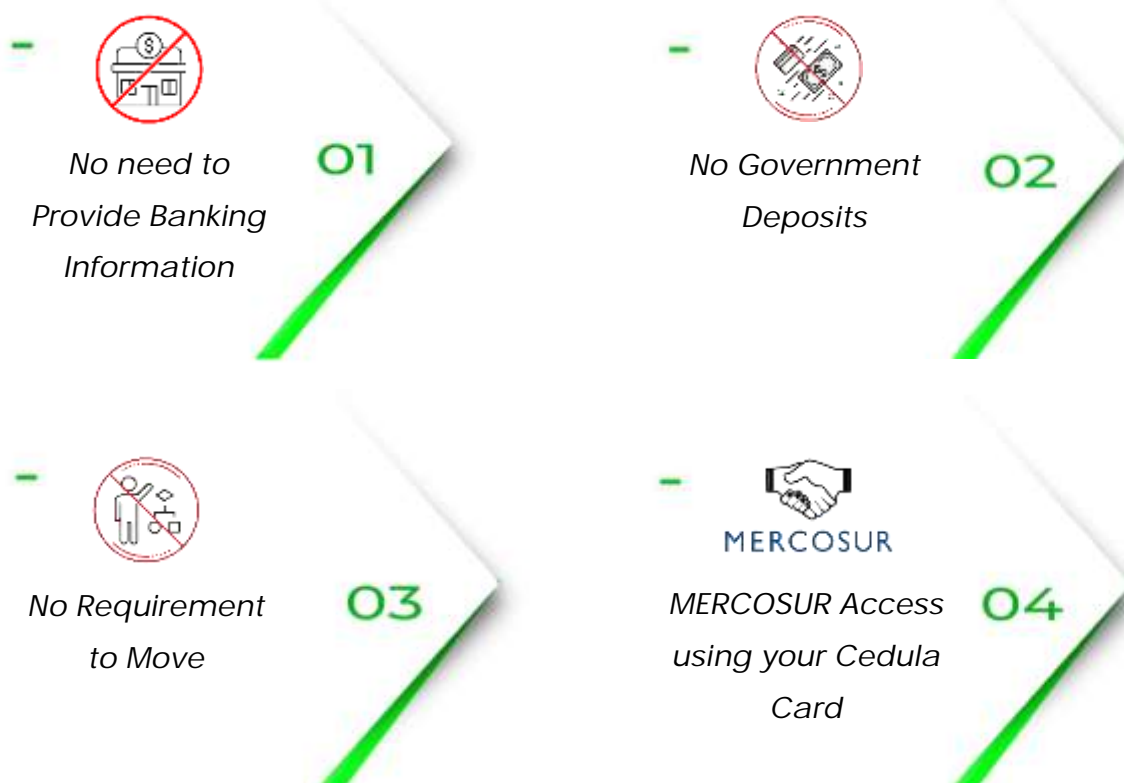 No need to
Provide Banking
Information
01
No Government
Deposits
02
No Requirement
to Move
03
MERCOSUR
MERCOSUR Access
using your Cedula
Card
04